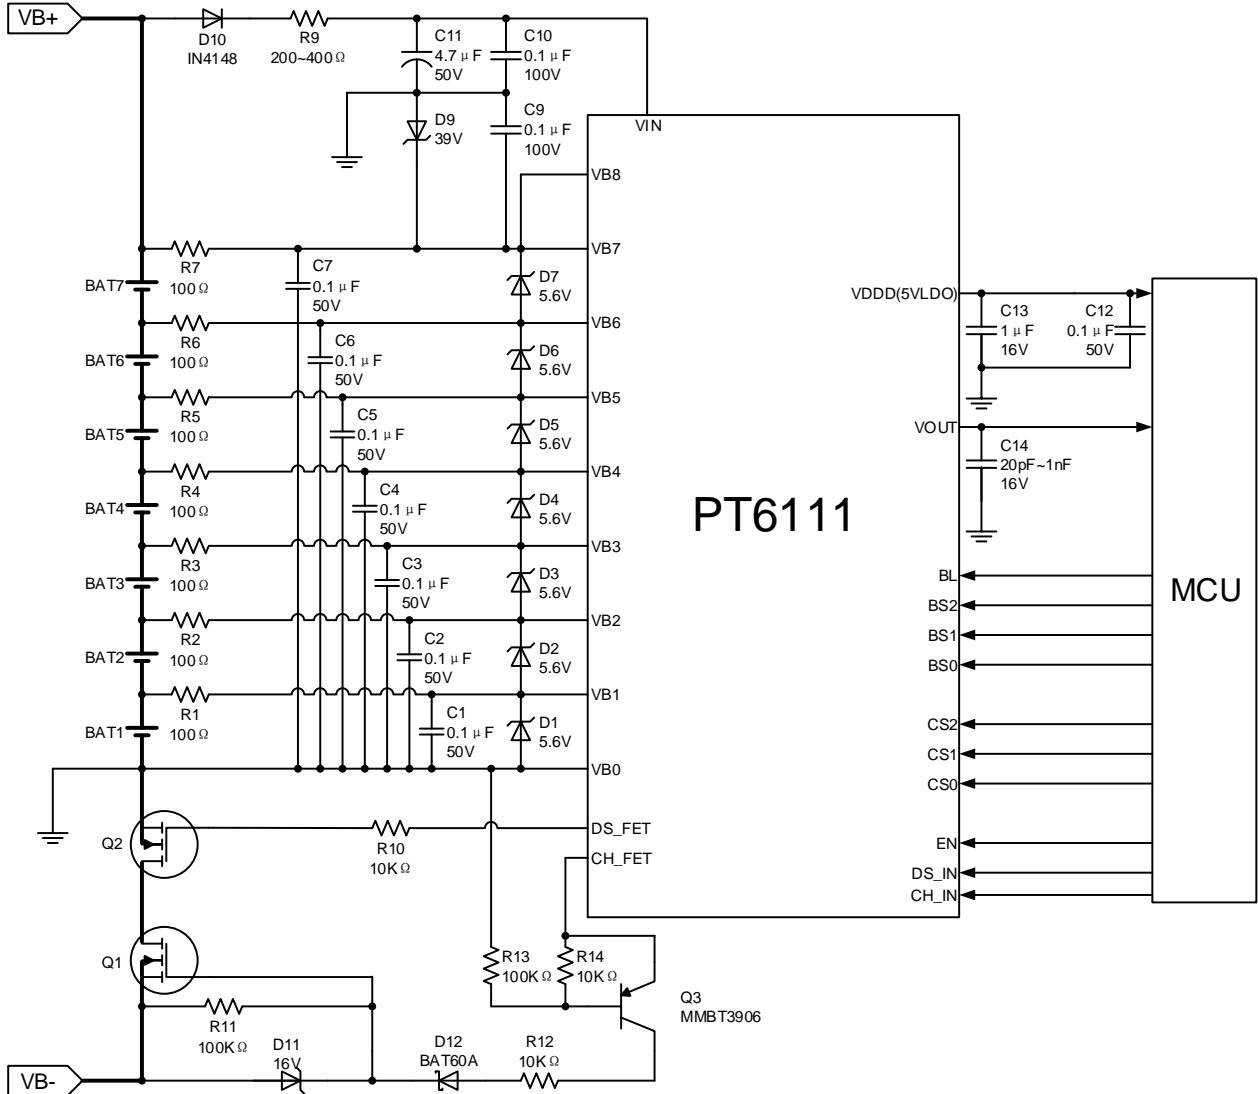 VB+
D10
IN4148
R9
200~400Ω
C11
4.7μF
50V
C10
0.1μF
100V
D9
39V
C9
0.1μF
100V
VIN
VB8
VB7
R7
100Ω
BAT7
C7
0.1μF
50V
D7
5.6V
VB6
R6
100Ω
BAT6
C6
0.1μF
50V
D6
5.6V
VB5
R5
100Ω
BAT5
C5
0.1μF
50V
D5
5.6V
VB4
R4
100Ω
BAT4
C4
0.1μF
50V
D4
5.6V
VB3
R3
100Ω
BAT3
C3
0.1μF
50V
D3
5.6V
VB2
R2
100Ω
BAT2
C2
0.1μF
50V
D2
5.6V
VB1
R1
100Ω
BAT1
C1
0.1μF
50V
D1
5.6V
VB0
PT6111
VDDD(5VLDO)
C13
1μF
16V
C12
0.1μF
50V
VOUT
C14
20pF~1nF
16V
BL
BS2
BS1
BS0
CS2
CS1
CS0
EN
DS_IN
CH_IN
MCU
DS_FET
CH_FET
Q2
R10
10KΩ
Q1
R13
100KΩ
R14
10KΩ
Q3
MMBT3906
R11
100KΩ
D11
16V
D12
BAT60A
R12
10KΩ
VB-